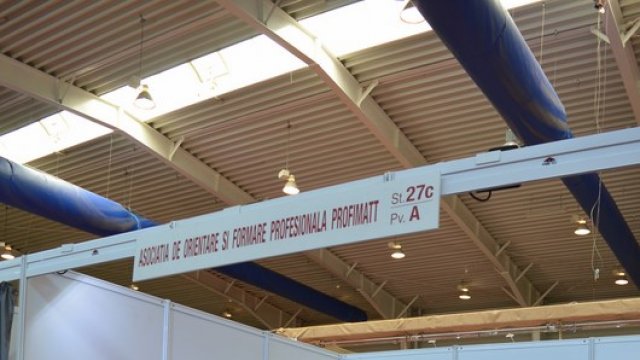 ASOCIATIA DE ORIENTARE SI FORMARE PROFESIONALA PROFIMATT
St. 27c
Pv. A